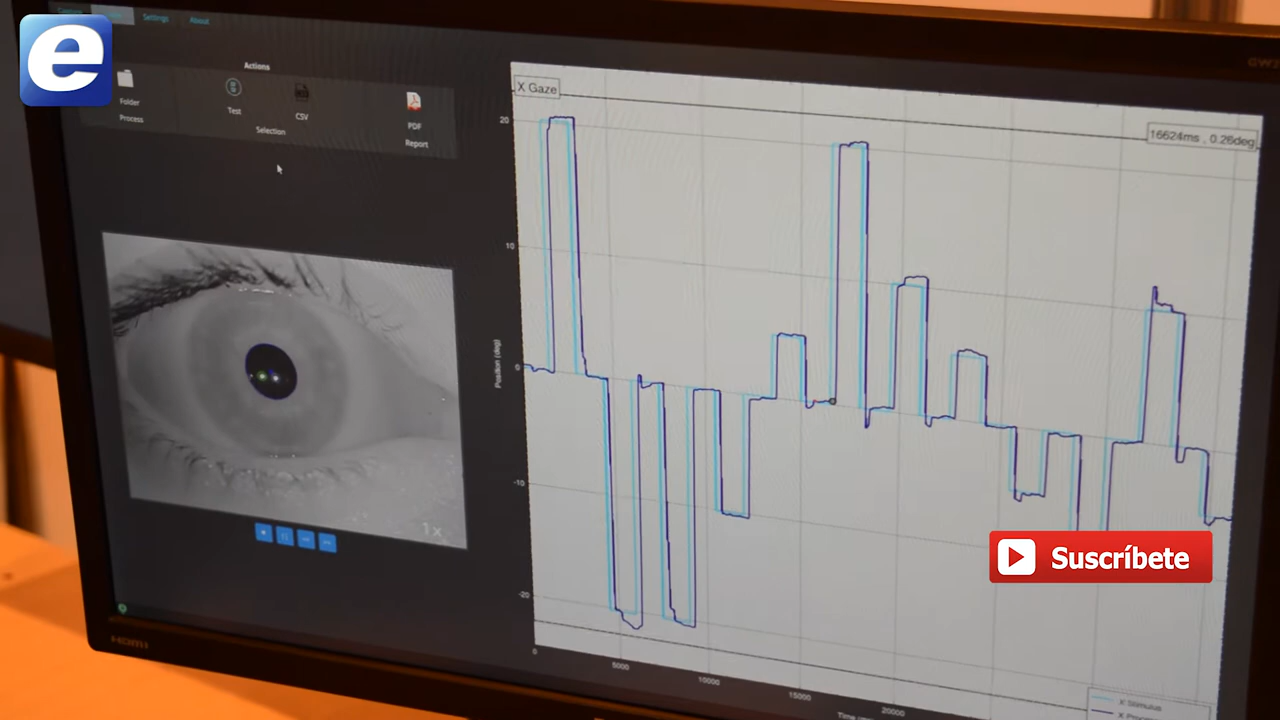 e
Settings
About
Actions
Folder
Test
CSV
PDF
Process
Selection
Report
X Gaze
16624ms , 0.26deg
20
10
0
-10
-20
Position (deg)
0
5000
10000
15000
20000
X Stimulus
1x
Suscríbete